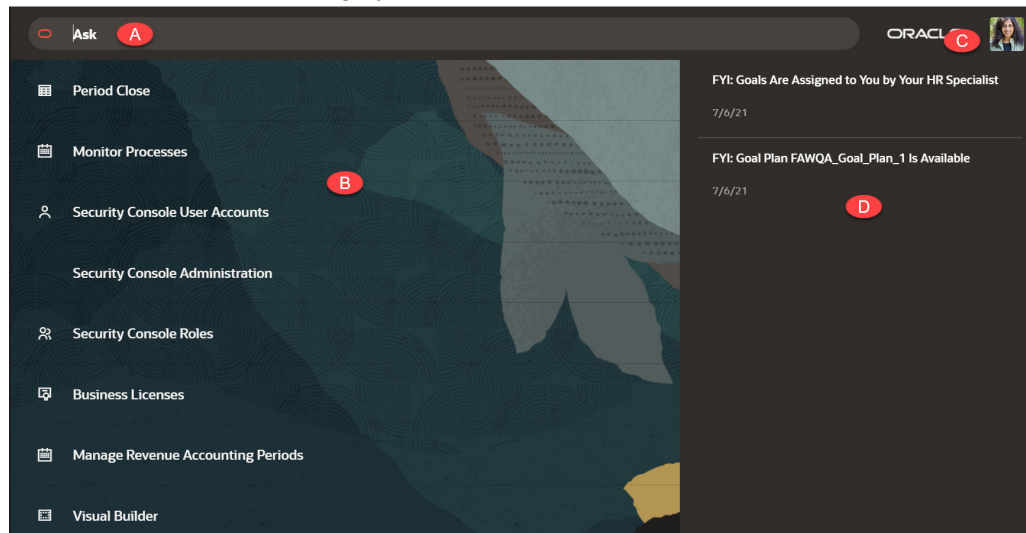 Ask A
ORACL C
Period Close
Monitor Processes
B
Security Console User Accounts
Security Console Administration
Security Console Roles
Business Licenses
Manage Revenue Accounting Periods
Visual Builder
FYI: Goals Are Assigned to You by Your HR Specialist
7/6/21
FYI: Goal Plan FAWQA_Goal_Plan_1 Is Available
7/6/21
D